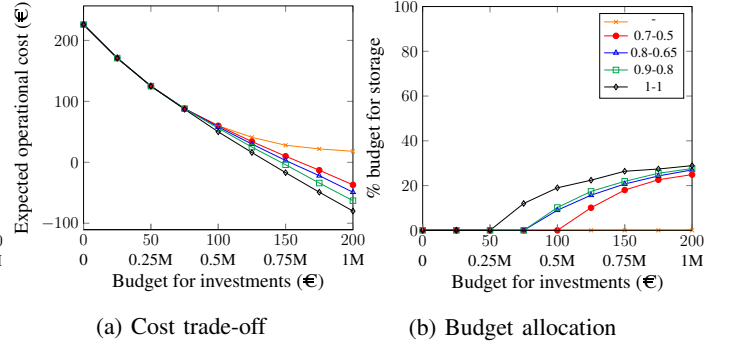 Expected operational cost (€)
200
100
0
−100
0 50 100 150 200
0 0.25M 0.5M 0.75M 1M
Budget for investments (€)
(a) Cost trade-off
% budget for storage
100
80
60
40
20
0
-
0.7-0.5
0.8-0.65
0.9-0.8
1-1
0 50 100 150 200
0 0.25M 0.5M 0.75M 1M
Budget for investments (€)
(b) Budget allocation